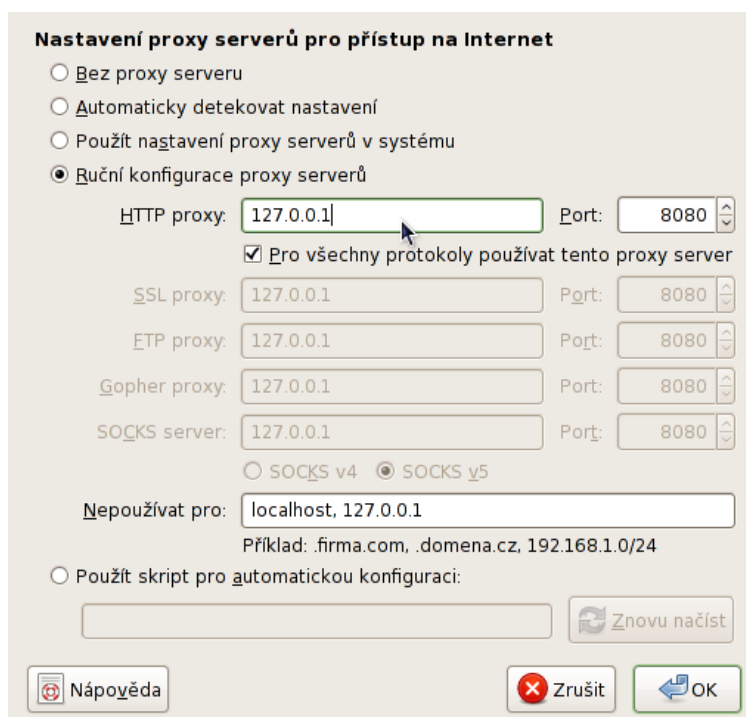 Nastavení proxy serverů pro přístup na Internet
Bez proxy serveru
Automaticky detekovat nastavení
Použít nastavení proxy serverů v systému
Ruční konfigurace proxy serverů
HTTP proxy: 127.0.0.1 Port: 8080
Pro všechny protokoly používat tento proxy server
SSL proxy: 127.0.0.1 Port: 8080
FTP proxy: 127.0.0.1 Port: 8080
Gopher proxy: 127.0.0.1 Port: 8080
SOCKS server: 127.0.0.1 Port: 8080
SOCKS v4 SOCKS v5
Nepoužívat pro: localhost, 127.0.0.1
Příklad: .firma.com, .domena.cz, 192.168.1.0/24
Použít skript pro automatickou konfiguraci:
Znovu načíst
Nápověda Zrušit OK